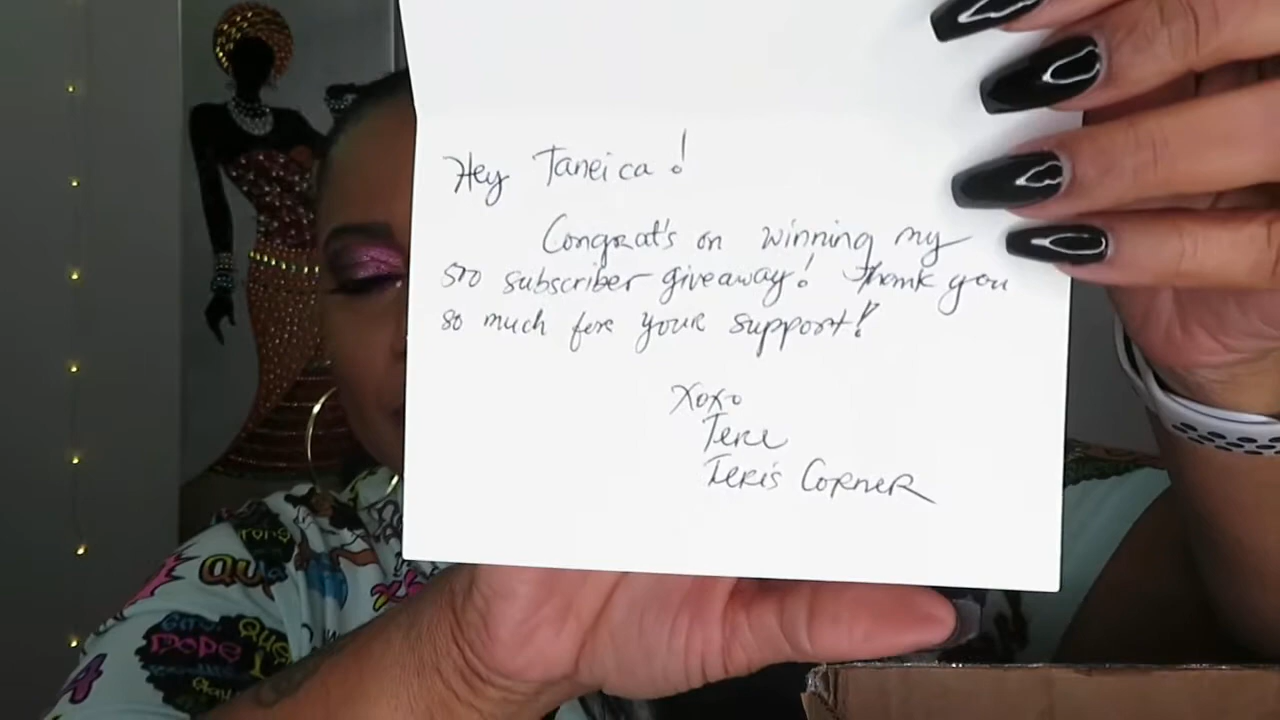 Hey Taneica!
Congrat's on winning my
500 subscriber giveaway! Thank you
so much for your support!
XOXO
Teri
Teri's Corner
DOPE